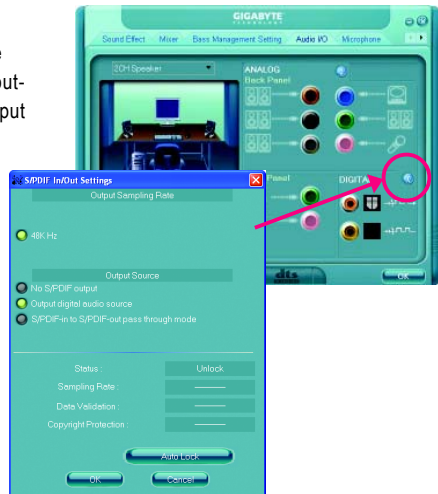 GIGABYTE
TECHNOLOGY
Sound Effect Mixer Bass Management Setting Audio I/O Microphone
2CH Speaker
ANALOG
Back Panel
Panel
DIGITAL
dts
OK
out-
put
S/PDIF In/Out Settings
Output Sampling Rate
48K Hz
Output Source
No S/PDIF output
Output digital audio source
S/PDIF-in to S/PDIF-out pass through mode
Status : Unlock
Sampling Rate :
Data Validation :
Copyright Protection :
Auto Lock
OK Cancel